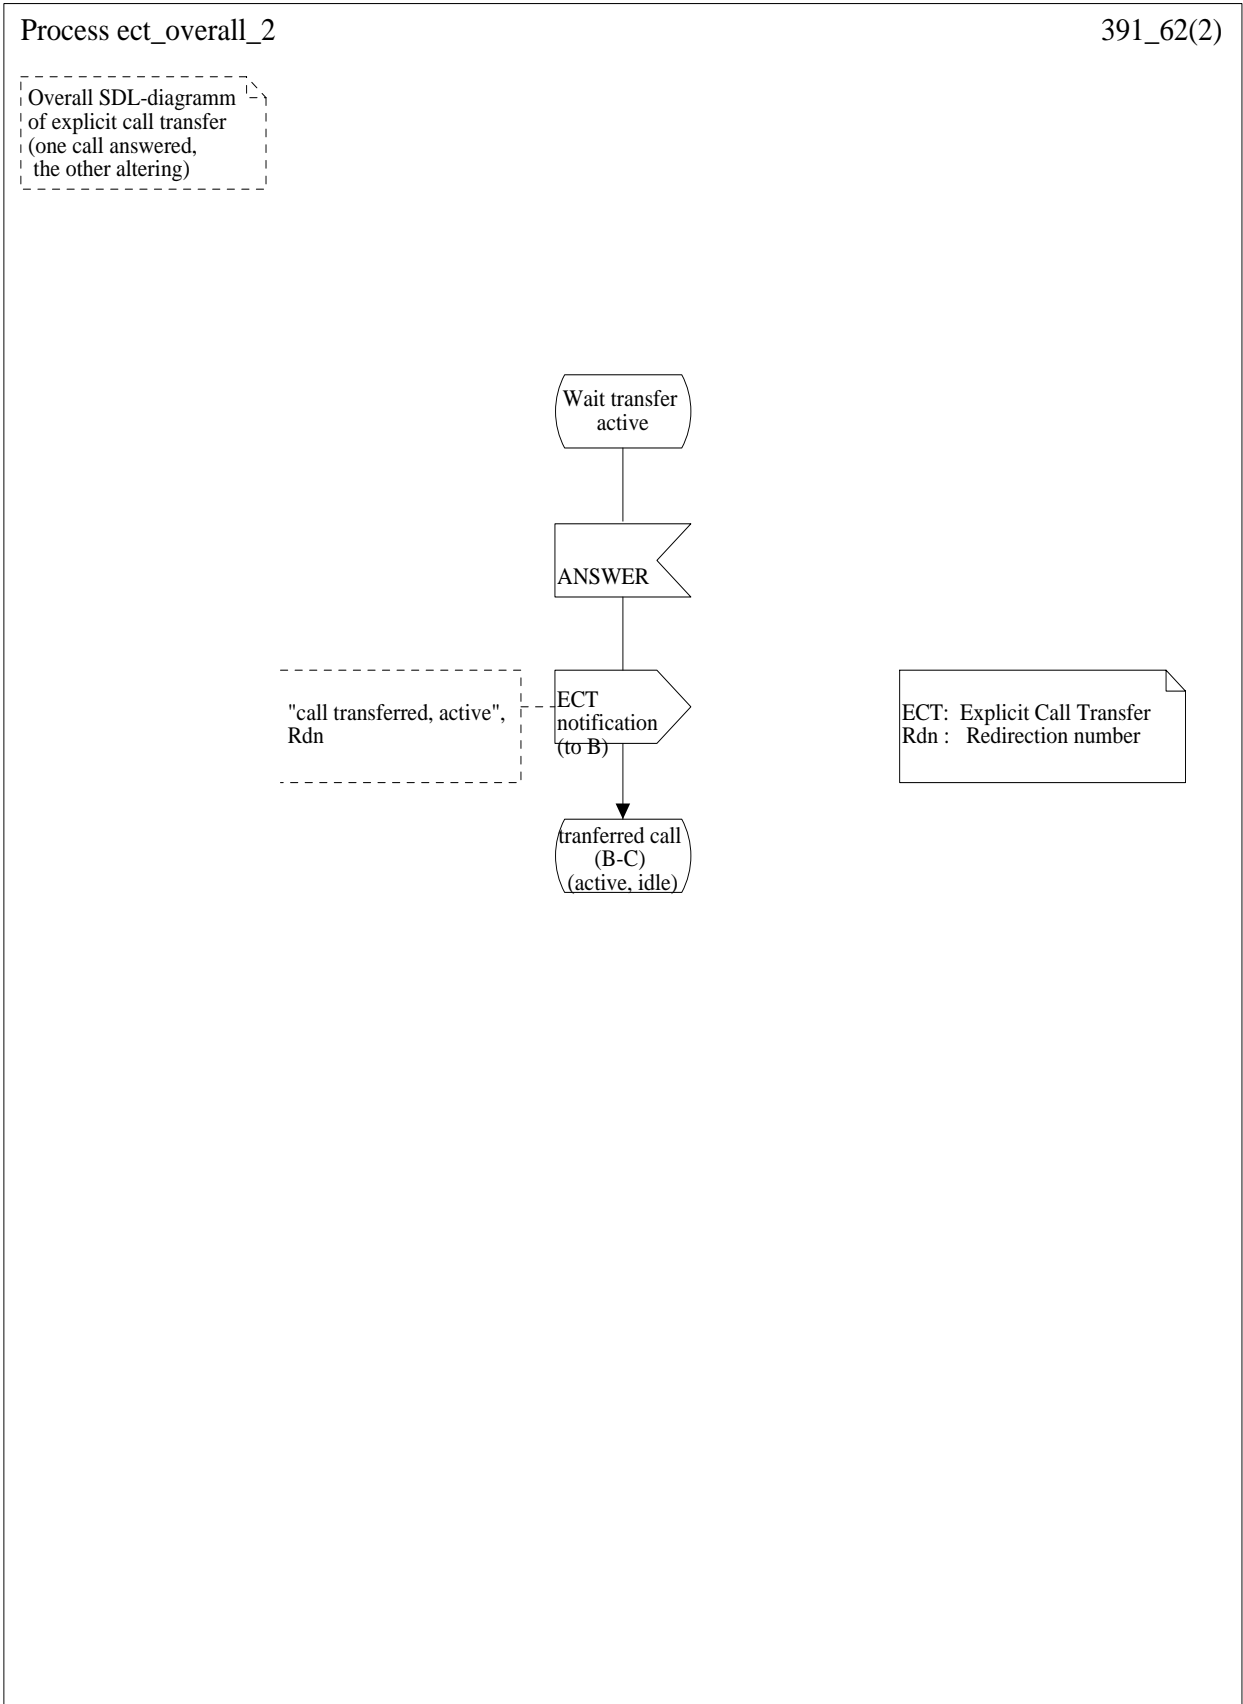 Process ect_overall_2
391_62(2)
Overall SDL-diagramm
of explicit call transfer
(one call answered,
the other altering)
Wait transfer
active
ANSWER
"call transferred, active",
Rdn
ECT
notification
(to B)
ECT: Explicit Call Transfer
Rdn : Redirection number
tranferred call
(B-C)
(active, idle)